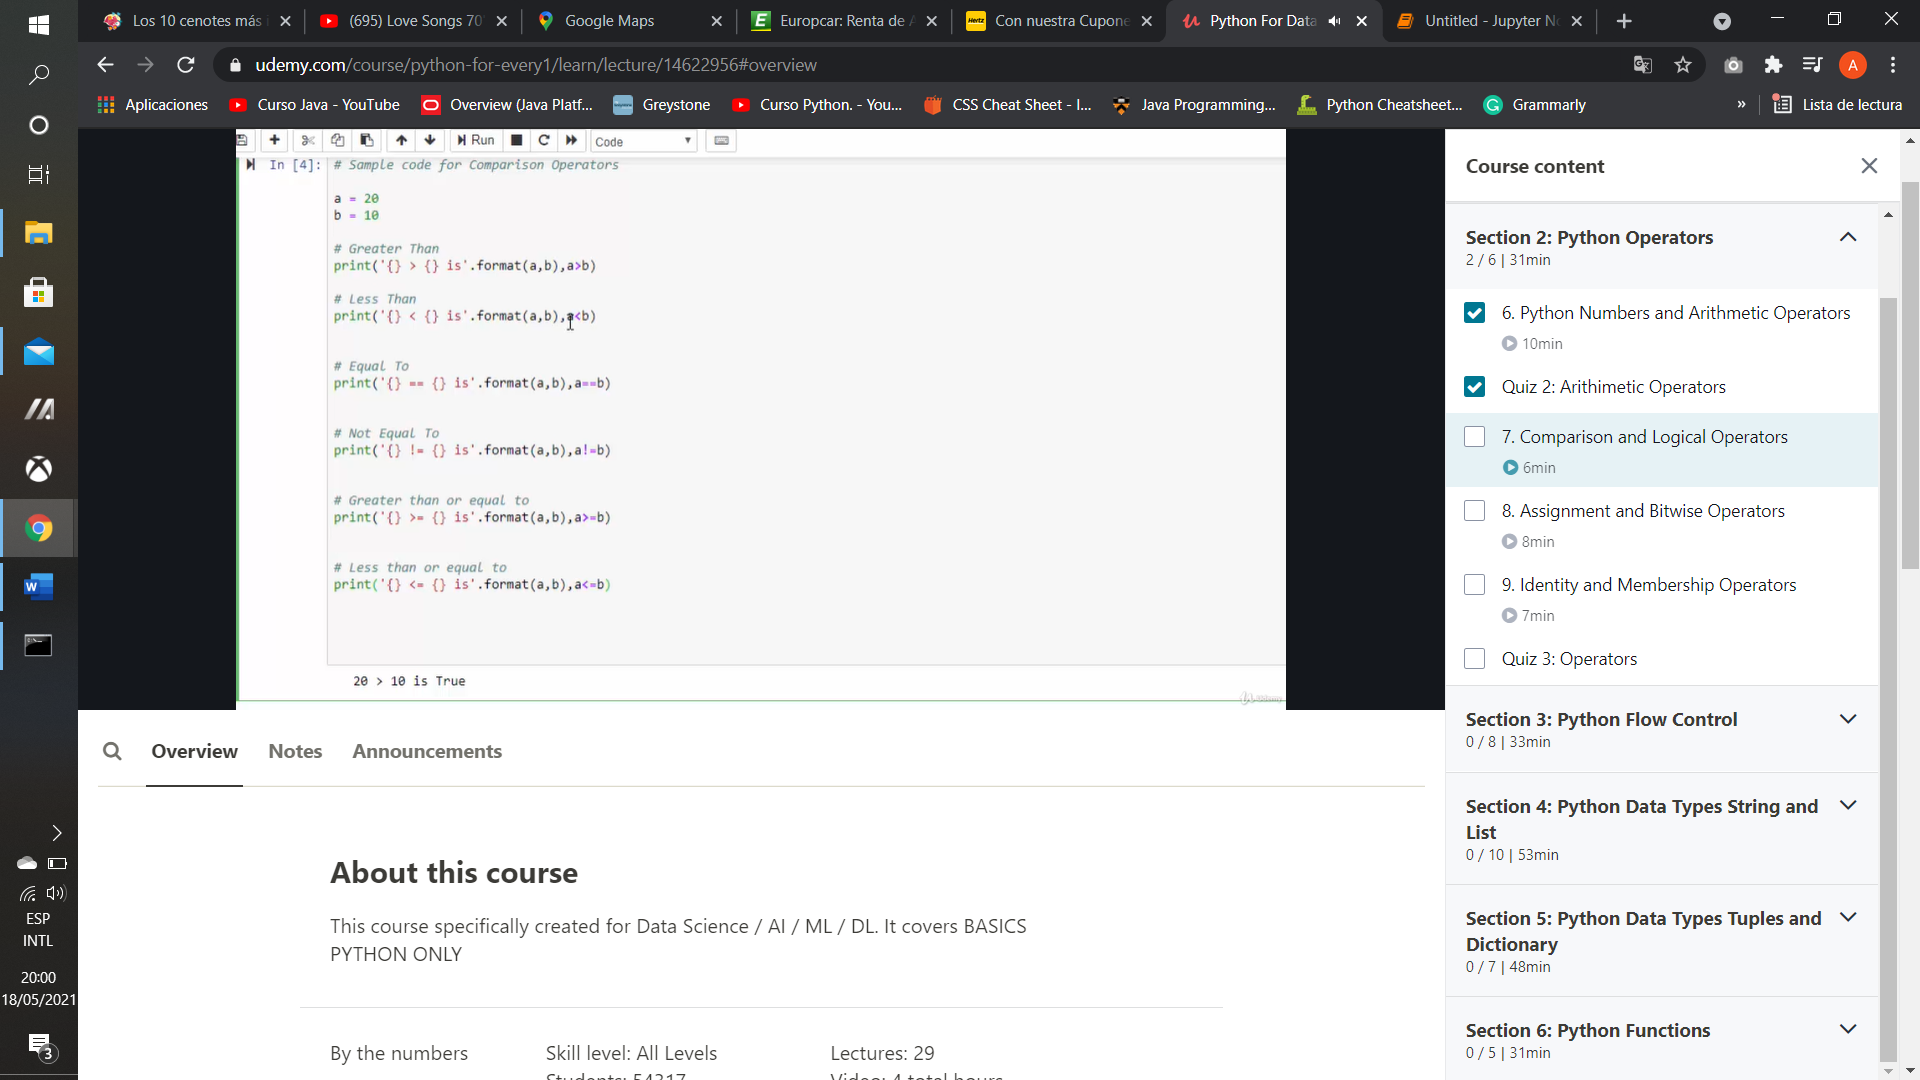 Los 10 cenotes más
(695) Love Songs 70'
Google Maps
Europcar: Renta de A
Con nuestra Cupone
Python For Data
Untitled - Jupyter No
udemy.com/course/python-for-every1/learn/lecture/14622956#overview
A
Aplicaciones
Curso Java - YouTube
Overview (Java Platf...
Greystone
Curso Python. - You...
CSS Cheat Sheet - I...
Java Programming...
Python Cheatsheet...
Grammarly
»
Lista de lectura
Run
Code
In [4]:
# Sample code for Comparison Operators
a = 20
b = 10
# Greater Than
print('{} > {} is'.format(a,b),a>b)
# Less Than
print('{} < {} is'.format(a,b),a<b)
# Equal To
print('{} == {} is'.format(a,b),a==b)
# Not Equal To
print('{} != {} is'.format(a,b),a!=b)
# Greater than or equal to
print('{} >= {} is'.format(a,b),a>=b)
# Less than or equal to
print('{} <= {} is'.format(a,b),a<=b)
20 > 10 is True
Udemy
Course content
Section 2: Python Operators
2 / 6 | 31min
6. Python Numbers and Arithmetic Operators
10min
Quiz 2: Arithimetic Operators
7. Comparison and Logical Operators
6min
8. Assignment and Bitwise Operators
8min
9. Identity and Membership Operators
7min
Quiz 3: Operators
Section 3: Python Flow Control
0 / 8 | 33min
Section 4: Python Data Types String and
List
0 / 10 | 53min
Section 5: Python Data Types Tuples and
Dictionary
0 / 7 | 48min
Section 6: Python Functions
0 / 5 | 31min
Overview
Notes
Announcements
About this course
This course specifically created for Data Science / AI / ML / DL. It covers BASICS
PYTHON ONLY
By the numbers
Skill level: All Levels
Students: 54317
Lectures: 29
Video: 4 total hours
ESP
INTL
20:00
18/05/2021
3